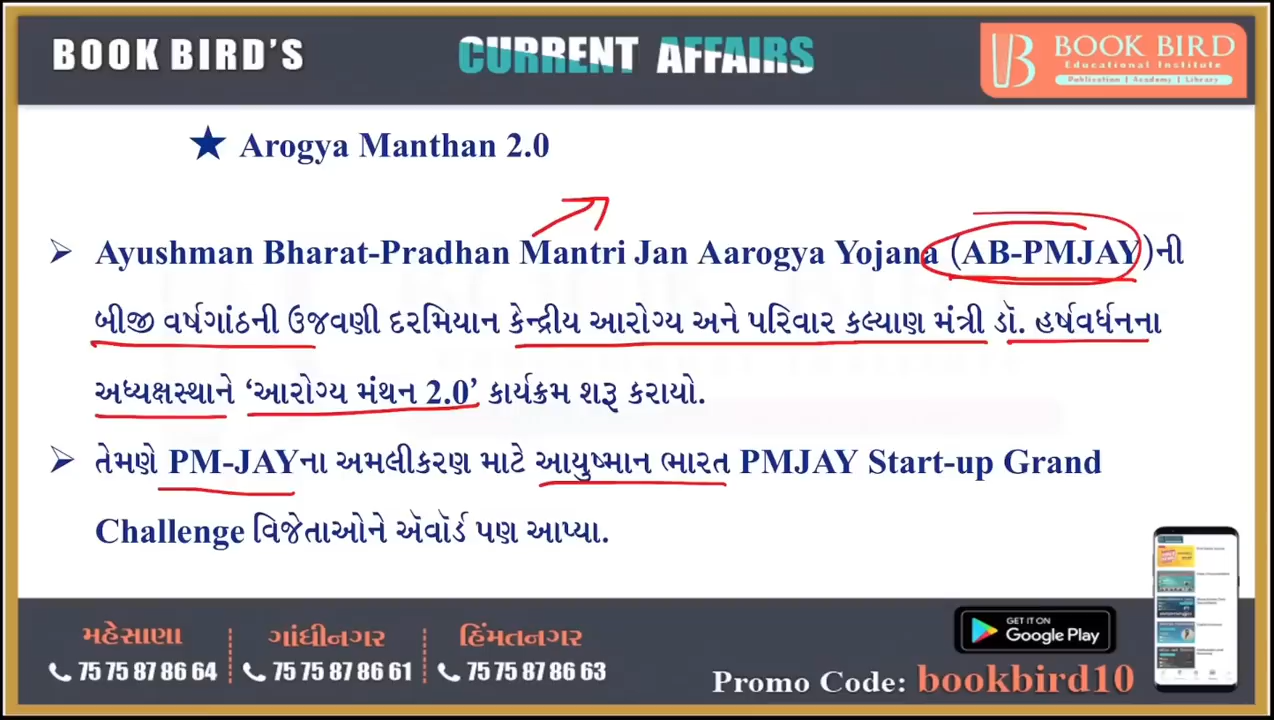 BOOK BIRD'S
CURRENT AFFAIRS
BOOK BIRD
Educational Institute
Publication | Academy | Library
★ Arogya Manthan 2.0
➢ Ayushman Bharat-Pradhan Mantri Jan Aarogya Yojana (AB-PMJAY)ની
બીજી વર્ષગાંઠની ઉજવણી દરમિયાન કેન્દ્રીય આરોગ્ય અને પરિવાર કલ્યાણ મંત્રી ડૉ. હર્ષવર્ધનના
અધ્યક્ષસ્થાને ‘આરોગ્ય મંથન 2.0’ કાર્યક્રમ શરૂ કરાયો.
➢ તેમણે PM-JAYના અમલીકરણ માટે આયુષ્માન ભારત PMJAY Start-up Grand
Challenge વિજેતાઓને ઍવૉર્ડ પણ આપ્યા.
મહેસાણા
75 75 87 86 64
ગાંધીનગર
75 75 87 86 61
હિંમતનગર
75 75 87 86 63
GET IT ON
Google Play
Promo Code: bookbird10